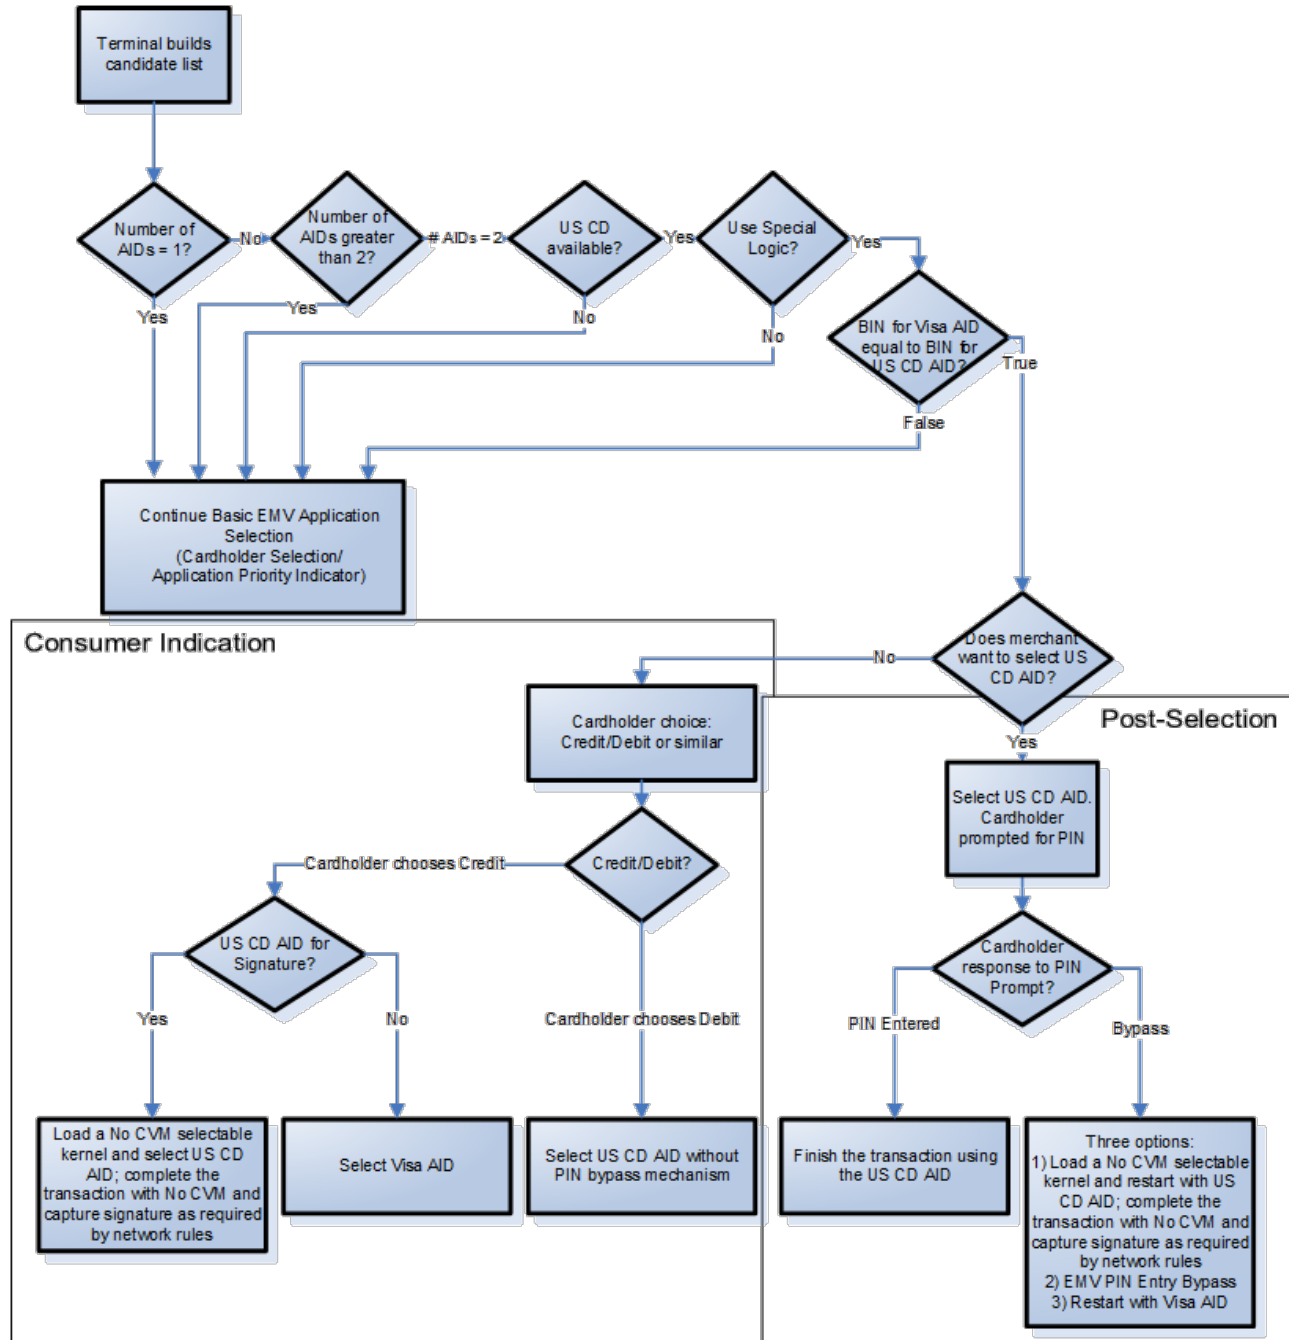 Terminal builds
candidate list
Number of
AIDs = 1?
No
Number of
AIDs greater
than 2?
# AIDs = 2
US CD
available?
Yes
Use Special
Logic?
Yes
Yes
Yes
No
No
BIN for Visa AID
equal to BIN for
US CD AID?
True
False
Continue Basic EMV Application
Selection
(Cardholder Selection/
Application Priority Indicator)
Consumer Indication
Does merchant
want to select US
CD AID?
No
Yes
Post-Selection
Cardholder choice:
Credit/Debit or similar
Select US CD AID.
Cardholder
prompted for PIN
Credit/Debit?
Cardholder chooses Credit
Cardholder chooses Debit
US CD AID for
Signature?
Yes
No
Cardholder
response to PIN
Prompt?
PIN Entered
Bypass
Load a No CVM selectable
kernel and select US CD
AID; complete the
transaction with No CVM and
capture signature as required
by network rules
Select Visa AID
Select US CD AID without
PIN bypass mechanism
Finish the transaction using
the US CD AID
Three options:
1) Load a No CVM selectable
kernel and restart with US
CD AID; complete the
transaction with No CVM and
capture signature as required
by network rules
2) EMV PIN Entry Bypass
3) Restart with Visa AID